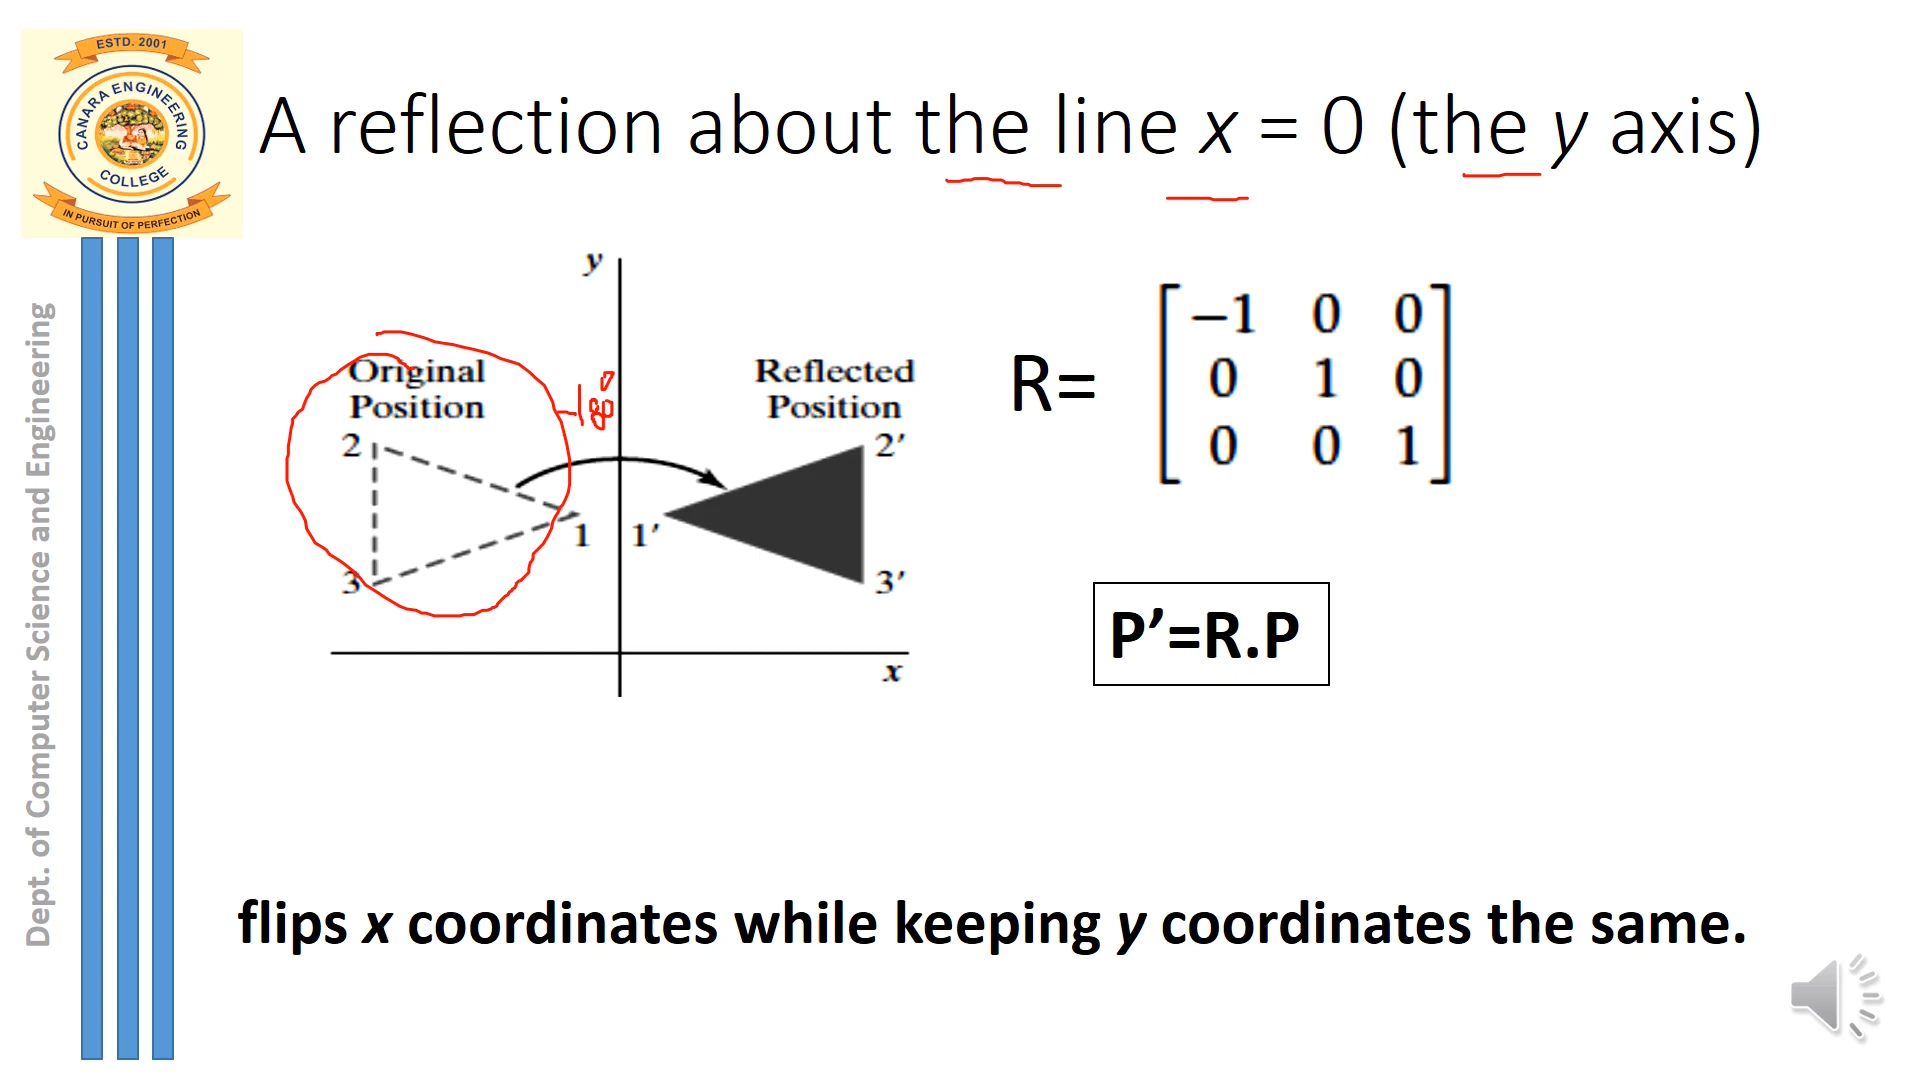 ESTD. 2001
CANARA ENGINEERING
COLLEGE
IN PURSUIT OF PERFECTION
Dept. of Computer Science and Engineering
A reflection about the line x = 0 (the y axis)
y
Original
Position
180°
Reflected
Position
2
2′
1
1′
3
3′
x
R=
−1 0 0
0 1 0
0 0 1
P’=R.P
flips x coordinates while keeping y coordinates the same.